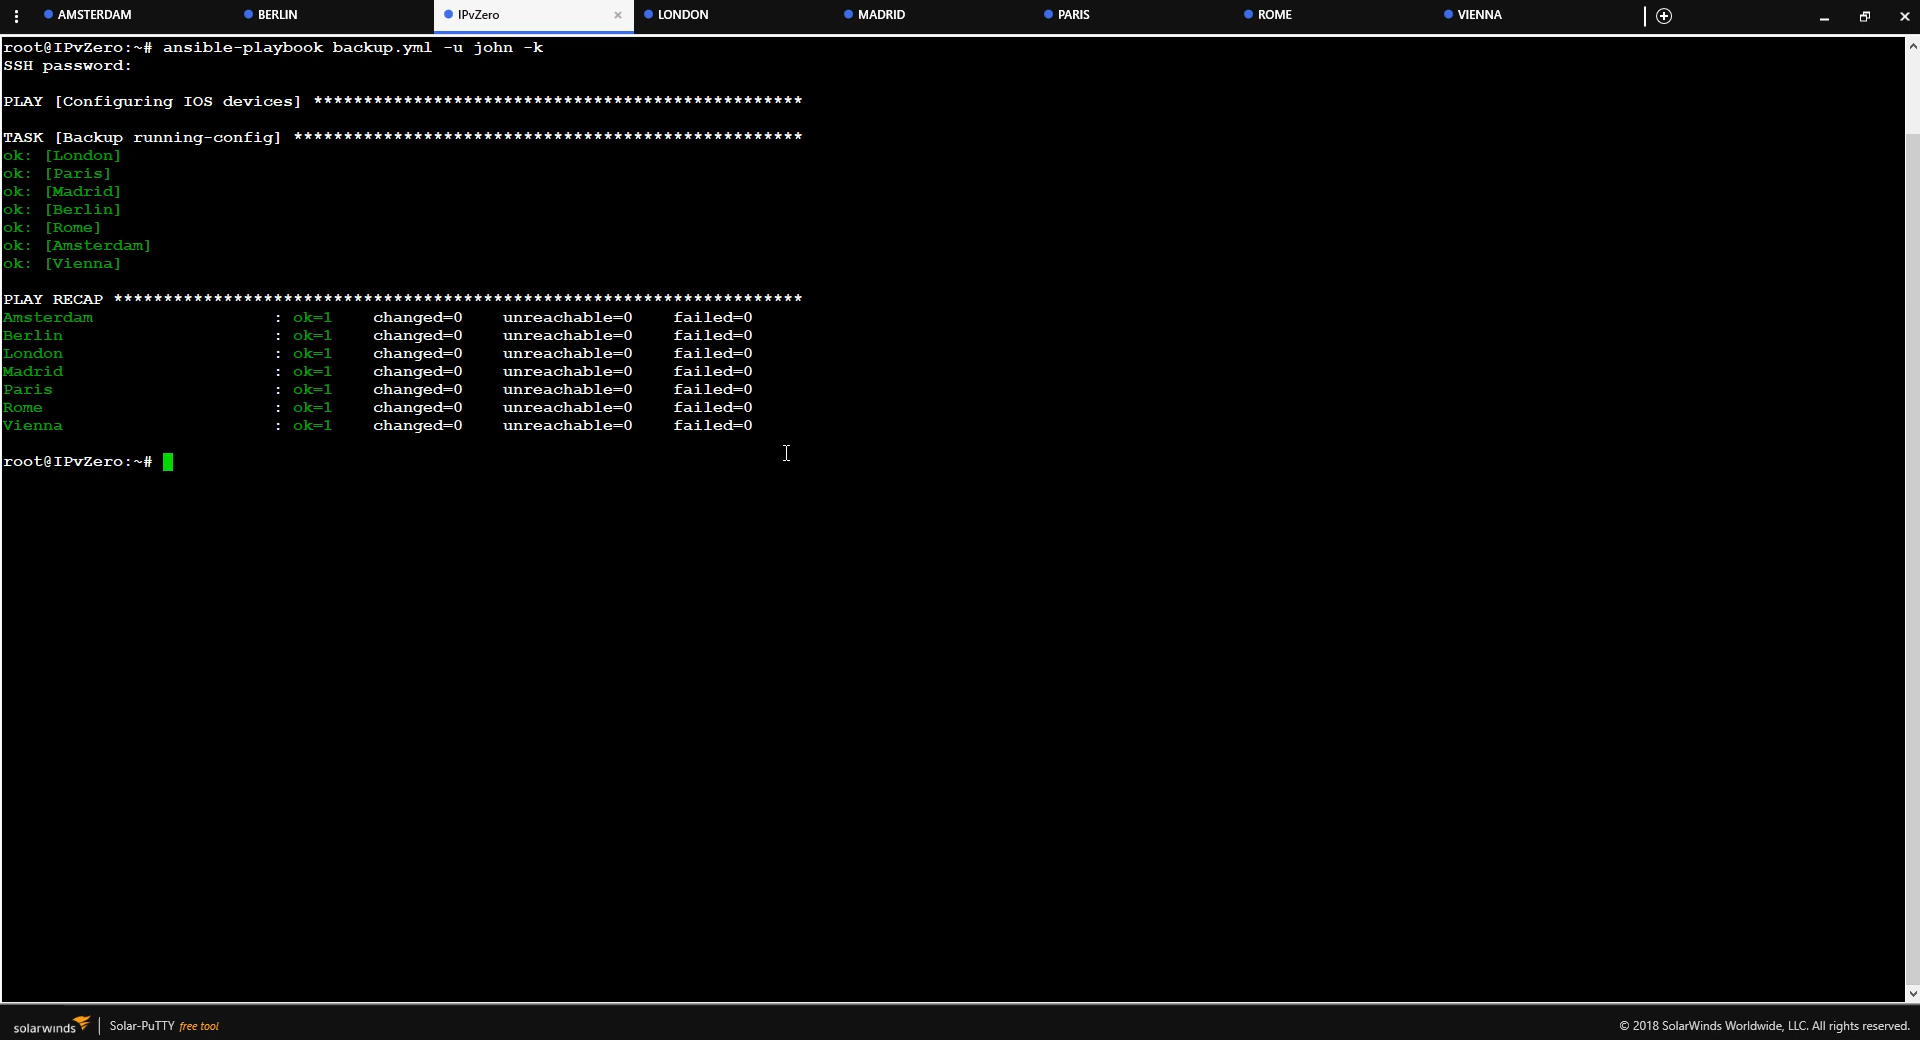 AMSTERDAM BERLIN IPvZero × LONDON MADRID PARIS ROME VIENNA
root@IPvZero:~# ansible-playbook backup.yml -u john -k
SSH password:
PLAY [Configuring IOS devices] *************************************************
TASK [Backup running-config] ***************************************************
ok: [London]
ok: [Paris]
ok: [Madrid]
ok: [Berlin]
ok: [Rome]
ok: [Amsterdam]
ok: [Vienna]
PLAY RECAP *********************************************************************
Amsterdam : ok=1 changed=0 unreachable=0 failed=0
Berlin : ok=1 changed=0 unreachable=0 failed=0
London : ok=1 changed=0 unreachable=0 failed=0
Madrid : ok=1 changed=0 unreachable=0 failed=0
Paris : ok=1 changed=0 unreachable=0 failed=0
Rome : ok=1 changed=0 unreachable=0 failed=0
Vienna : ok=1 changed=0 unreachable=0 failed=0
root@IPvZero:~#
solarwinds | Solar-PuTTY free tool © 2018 SolarWinds Worldwide, LLC. All rights reserved.